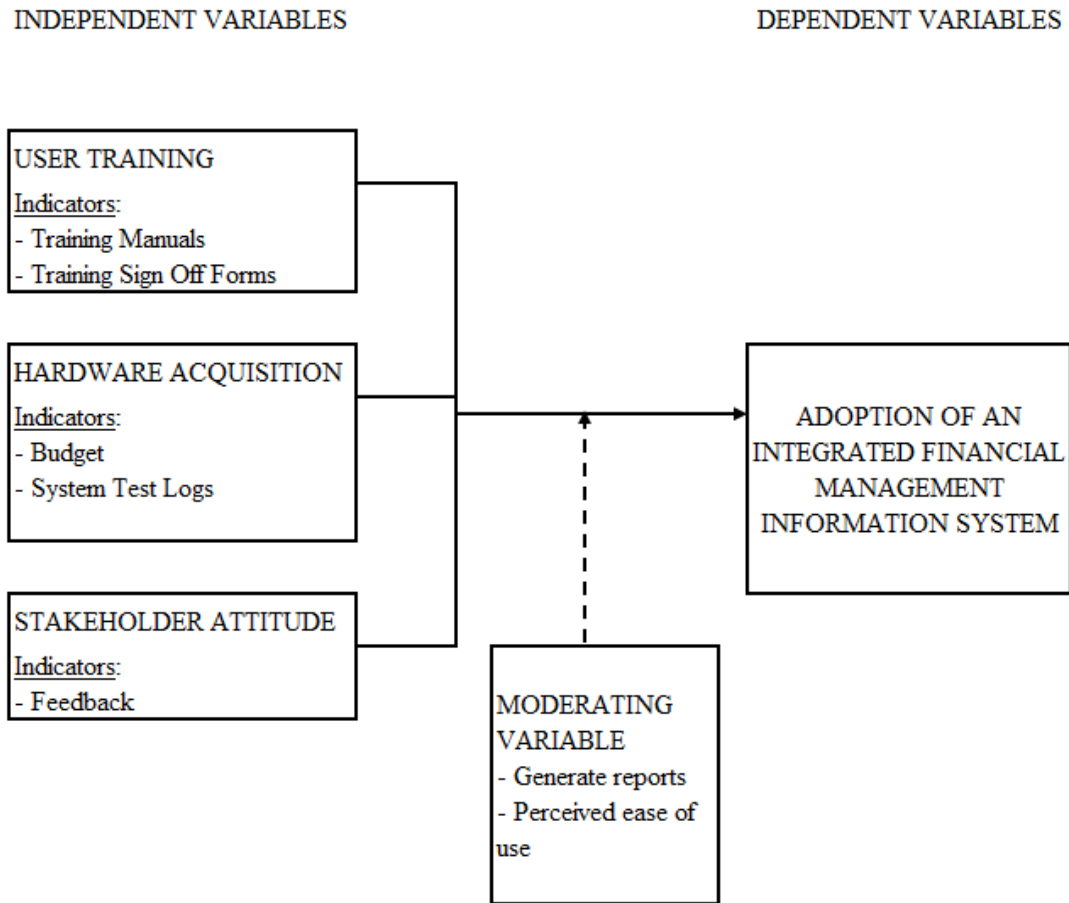 INDEPENDENT VARIABLES
DEPENDENT VARIABLES
USER TRAINING
Indicators:
- Training Manuals
- Training Sign Off Forms
HARDWARE ACQUISITION
Indicators:
- Budget
- System Test Logs
STAKEHOLDER ATTITUDE
Indicators:
- Feedback
MODERATING
VARIABLE
- Generate reports
- Perceived ease of
use
ADOPTION OF AN
INTEGRATED FINANCIAL
MANAGEMENT
INFORMATION SYSTEM